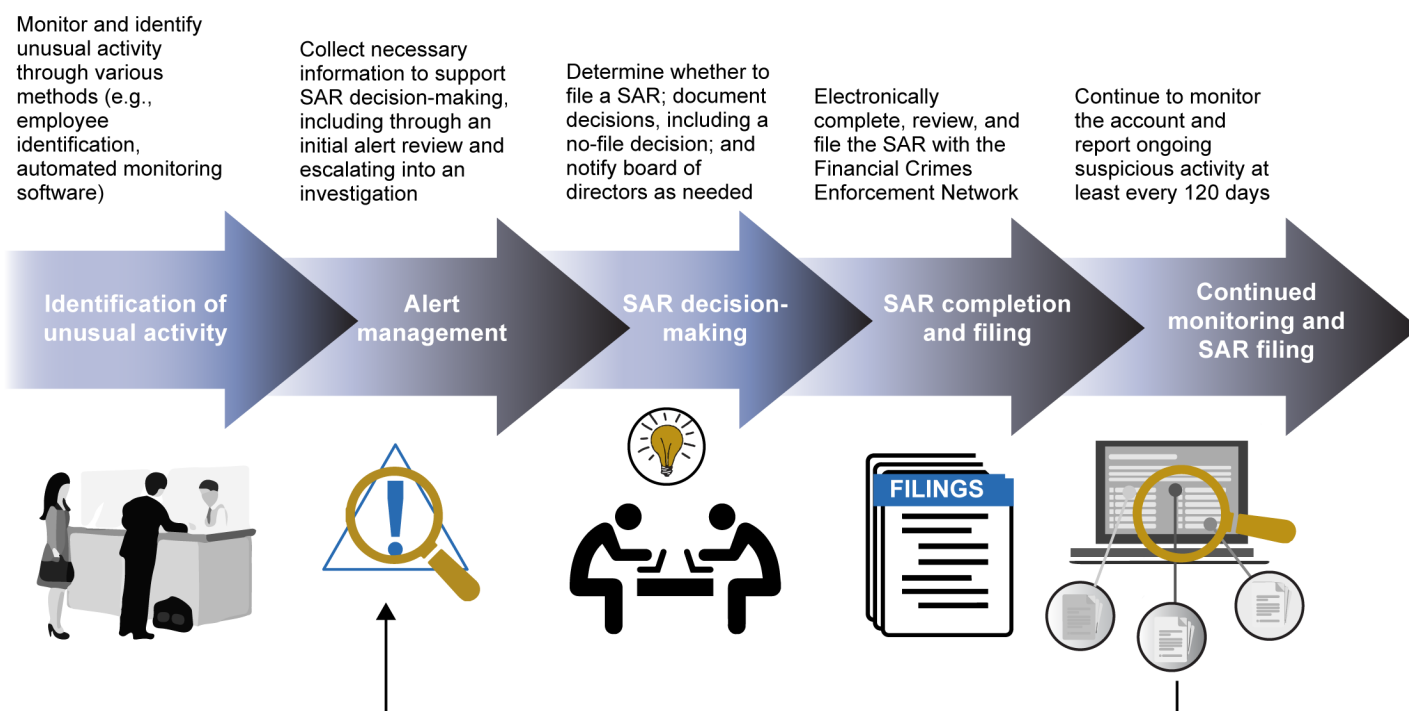 Monitor and identify
unusual activity
through various
methods (e.g.,
employee
identification,
automated monitoring
software)
Collect necessary
information to support
SAR decision-making,
including through an
initial alert review and
escalating into an
investigation
Determine whether to
file a SAR; document
decisions, including a
no-file decision; and
notify board of
directors as needed
Electronically
complete, review, and
file the SAR with the
Financial Crimes
Enforcement Network
Continue to monitor
the account and
report ongoing
suspicious activity at
least every 120 days
Identification of
unusual activity
Alert
management
SAR decision-
making
SAR completion
and filing
Continued
monitoring and
SAR filing
FILINGS